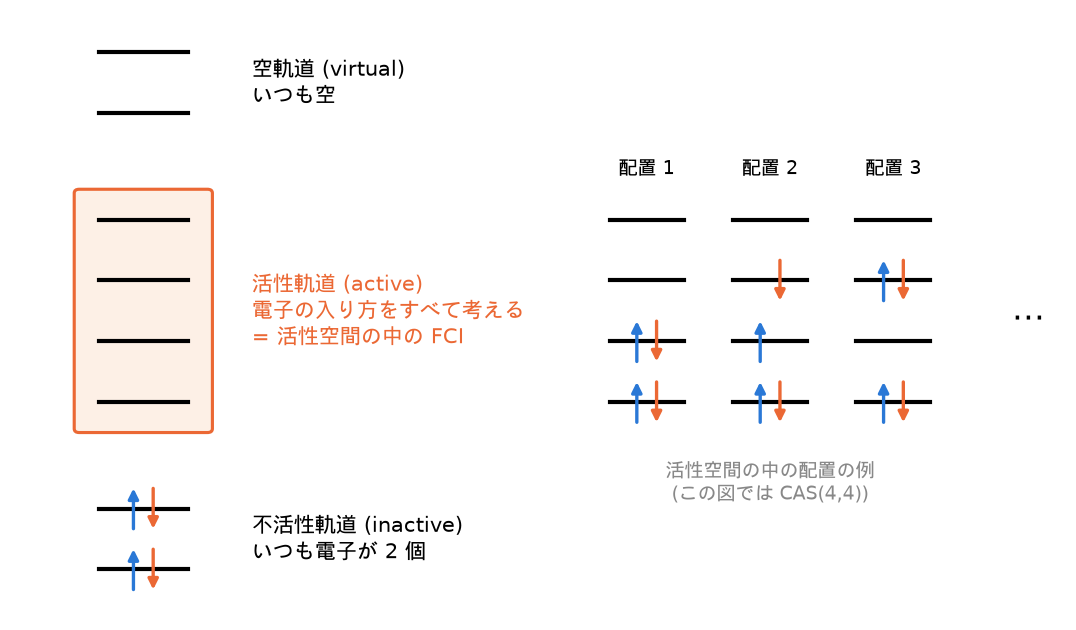 空軌道 (virtual)
いつも空
活性軌道 (active)
電子の入り方をすべて考える
= 活性空間の中の FCI
不活性軌道 (inactive)
いつも電子が 2 個
配置 1
配置 2
配置 3
…
活性空間の中の配置の例
(この図では CAS(4,4))